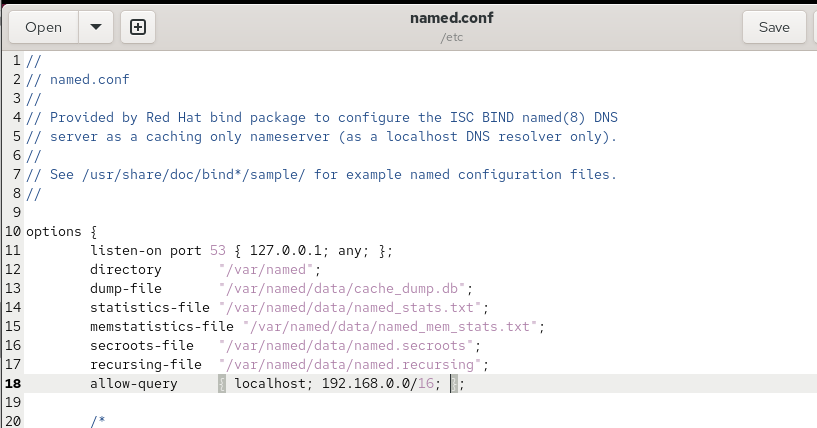 Open
named.conf
/etc
Save
1 //
2 // named.conf
3 //
4 // Provided by Red Hat bind package to configure the ISC BIND named(8) DNS
5 // server as a caching only nameserver (as a localhost DNS resolver only).
6 //
7 // See /usr/share/doc/bind*/sample/ for example named configuration files.
8 //
9
10 options {
11         listen-on port 53 { 127.0.0.1; any; };
12         directory       "/var/named";
13         dump-file       "/var/named/data/cache_dump.db";
14         statistics-file "/var/named/data/named_stats.txt";
15         memstatistics-file "/var/named/data/named_mem_stats.txt";
16         secroots-file   "/var/named/data/named.secroots";
17         recursing-file  "/var/named/data/named.recursing";
18         allow-query     { localhost; 192.168.0.0/16; };
19
20         /*